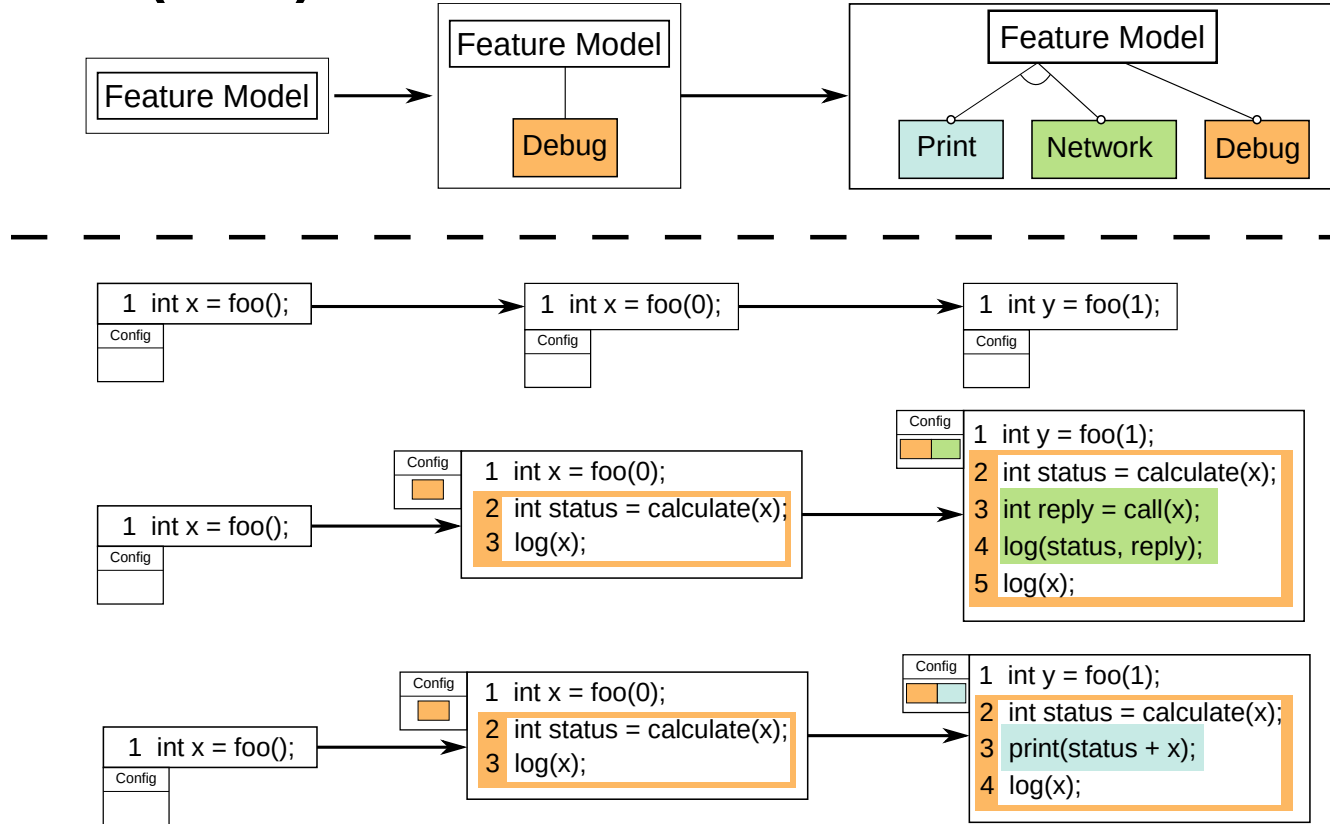 Feature Model
Feature Model
Debug
Feature Model
Print
Network
Debug
1 int x = foo();
Config
1 int x = foo(0);
Config
1 int y = foo(1);
Config
1 int x = foo();
Config
Config
1 int x = foo(0);
2 int status = calculate(x);
3 log(x);
Config
1 int y = foo(1);
2 int status = calculate(x);
3 int reply = call(x);
4 log(status, reply);
5 log(x);
1 int x = foo();
Config
Config
1 int x = foo(0);
2 int status = calculate(x);
3 log(x);
Config
1 int y = foo(1);
2 int status = calculate(x);
3 print(status + x);
4 log(x);